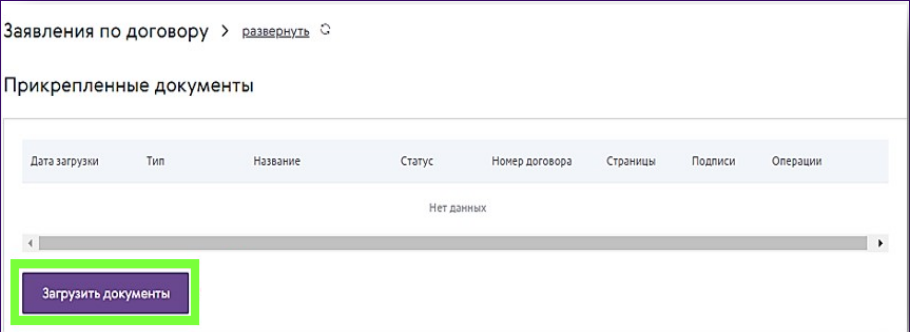 Заявления по договору > развернуть
Прикрепленные документы
Дата загрузки Тип Название Статус Номер договора Страницы Подписи Операции
Нет данных
Загрузить документы